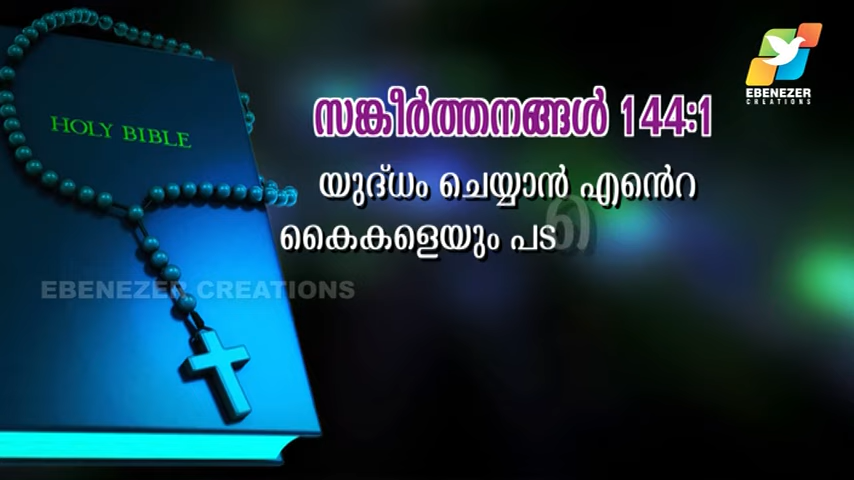 EBENEZER
CREATIONS
HOLY BIBLE
സങ്കീർത്തനങ്ങൾ 144:1
യുദ്ധം ചെയ്യാൻ എൻെറ
കൈകളെയും പട
EBENEZER CREATIONS